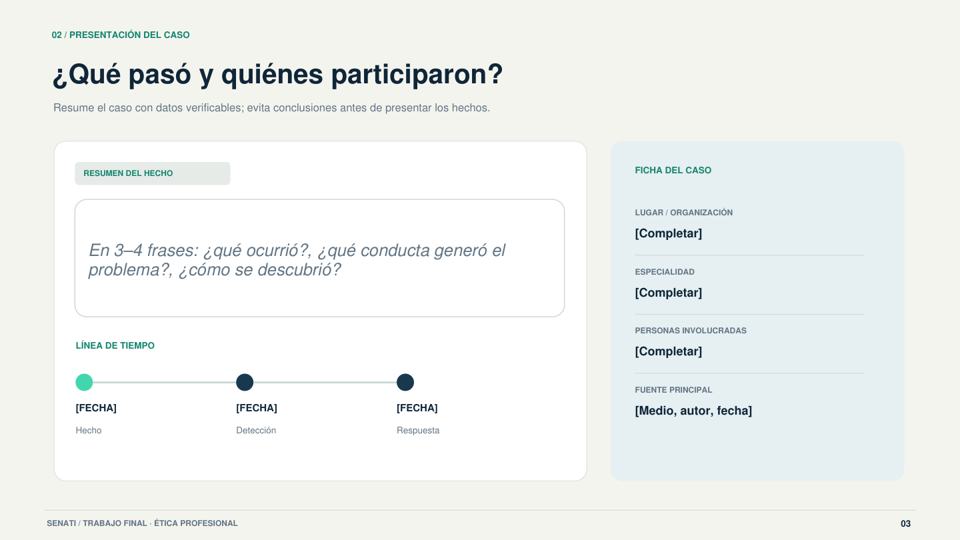 02 / PRESENTACIÓN DEL CASO
¿Qué pasó y quiénes participaron?
Resume el caso con datos verificables; evita conclusiones antes de presentar los hechos.
RESUMEN DEL HECHO
En 3–4 frases: ¿qué ocurrió?, ¿qué conducta generó el
problema?, ¿cómo se descubrió?
LÍNEA DE TIEMPO
[FECHA]
Hecho
[FECHA]
Detección
[FECHA]
Respuesta
FICHA DEL CASO
LUGAR / ORGANIZACIÓN
[Completar]
ESPECIALIDAD
[Completar]
PERSONAS INVOLUCRADAS
[Completar]
FUENTE PRINCIPAL
[Medio, autor, fecha]
SENATI / TRABAJO FINAL · ÉTICA PROFESIONAL
03